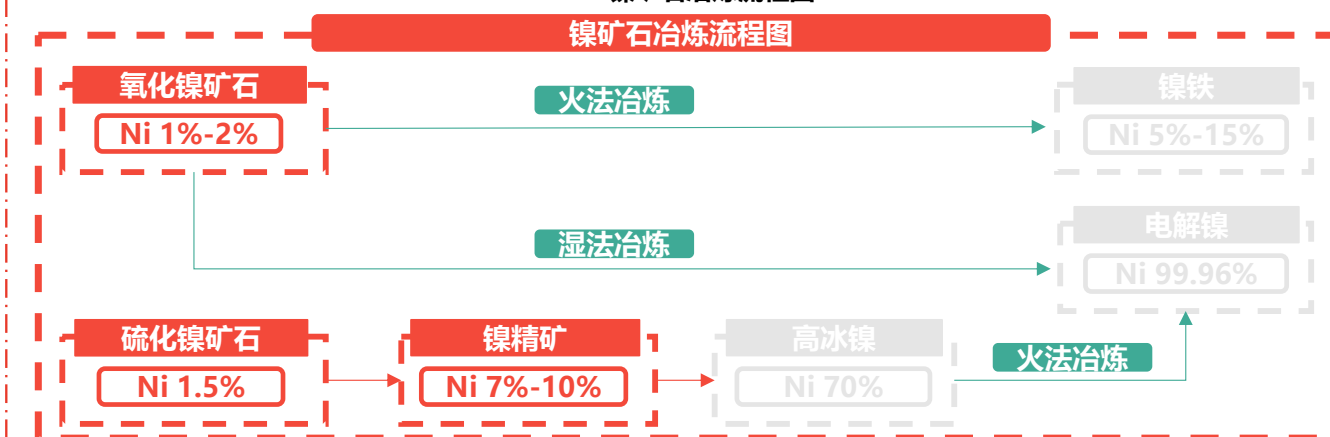 镍矿石冶炼流程图
氧化镍矿石
火法冶炼
镍铁
Ni 1%-2%
Ni 5%-15%
电解镍
湿法冶炼
Ni 99.96%
硫化镍矿石
镍精矿
高冰镍
火法冶炼
Ni 1.5%
Ni 7%-10%
Ni 70%